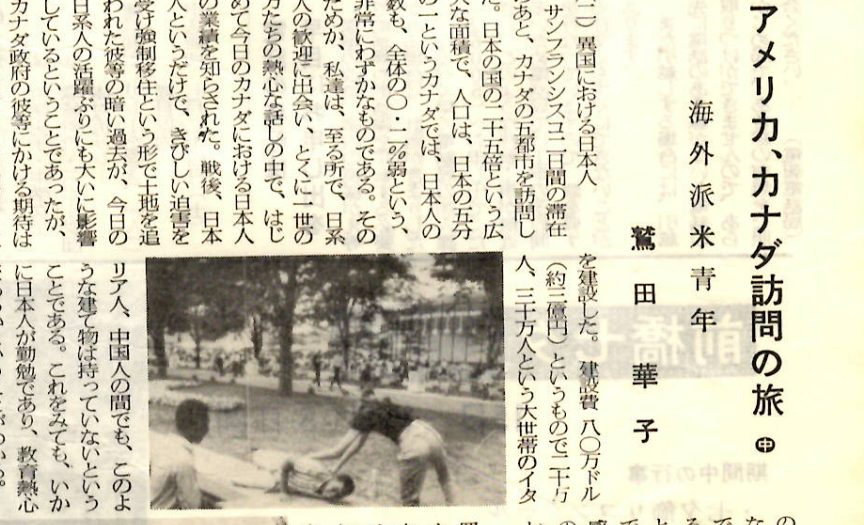 アメリカ、カナダ訪問の旅 ㊥
海外派米青年
鷲田華子
異国における日本人
サンフランシスコ二日間の滞在
のあと、カナダの五都市を訪問し
た。日本の国の二十五倍という広
大な面積で、人口は、日本の五分
の一というカナダでは、日本人の
数も、全体の〇・一%弱という、
非常にわずかなものである。その
ためか、私達は、至る所で、日系
人の歓迎に出会い、とくに一世の
方たちの熱心な話しの中で、はじ
めて今日のカナダにおける日本人
の業績を知らされた。戦後、日本
人というだけで、きびしい迫害を
受け強制移住という形で土地を追
われた彼等の暗い過去が、今日の
日系人の活躍ぶりにも大いに影響
しているということであったが、
カナダ政府の彼等にかける期待は
を建設した。建設費 八〇万ドル
（約三億円）というもので二十万
人、三十万人という大世帯のイタ
リア人、中国人の間でも、このよ
うな建て物は持っていないという
ことである。これをみても、いか
に日本人が勤勉であり、教育熱心